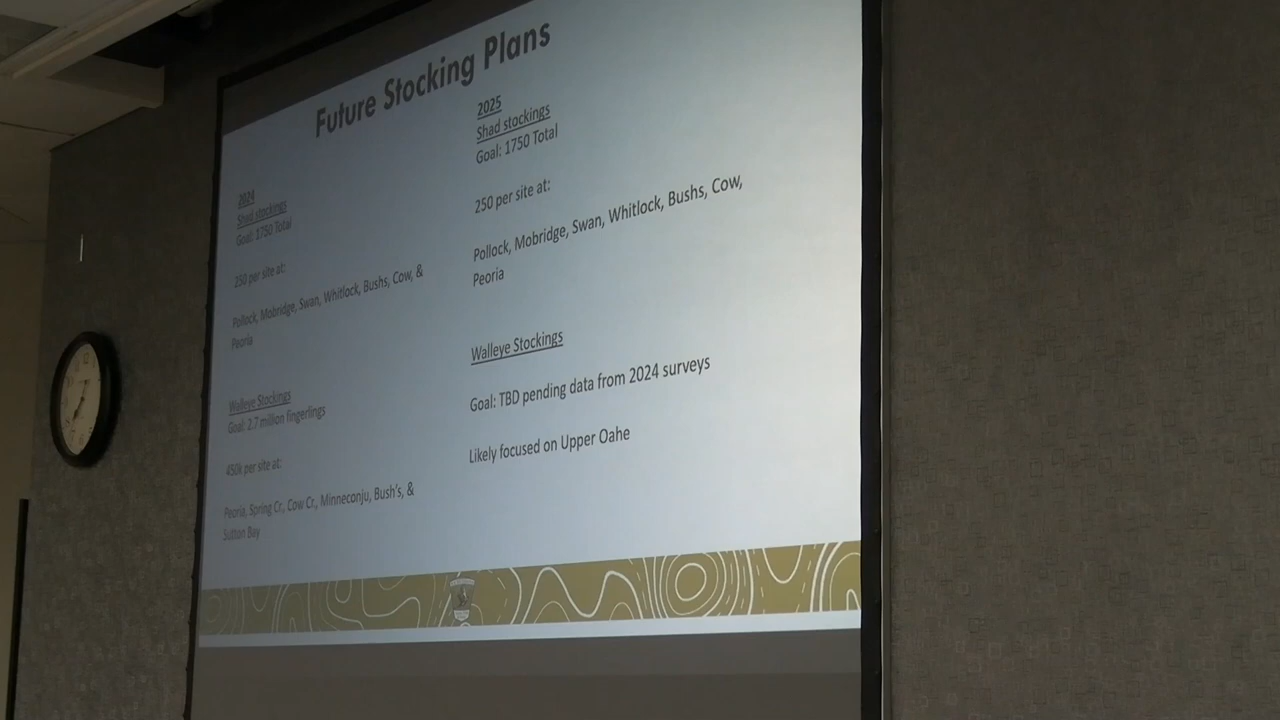 Future Stocking Plans
2024
Shad stockings
Goal: 1750 Total
250 per site at:
Pollock, Mobridge, Swan, Whitlock, Bushs, Cow, &
Peoria
Walleye Stockings
Goal: 2.7 million fingerlings
450k per site at:
Peoria, Spring Cr., Cow Cr., Minneconju, Bush's, &
Sutton Bay
2025
Shad stockings
Goal: 1750 Total
250 per site at:
Pollock, Mobridge, Swan, Whitlock, Bushs, Cow,
Peoria
Walleye Stockings
Goal: TBD pending data from 2024 surveys
Likely focused on Upper Oahe